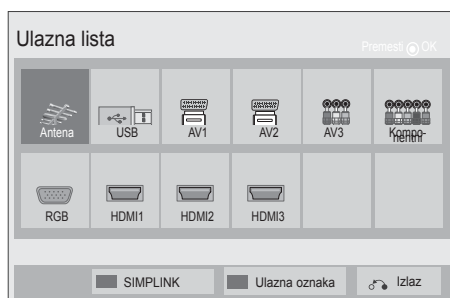 Ulazna lista
Premesti OK
Antena USB AV1 AV2 AV3 Kompo-
nentni
RGB HDMI1 HDMI2 HDMI3
SIMPLINK Ulazna oznaka Izlaz